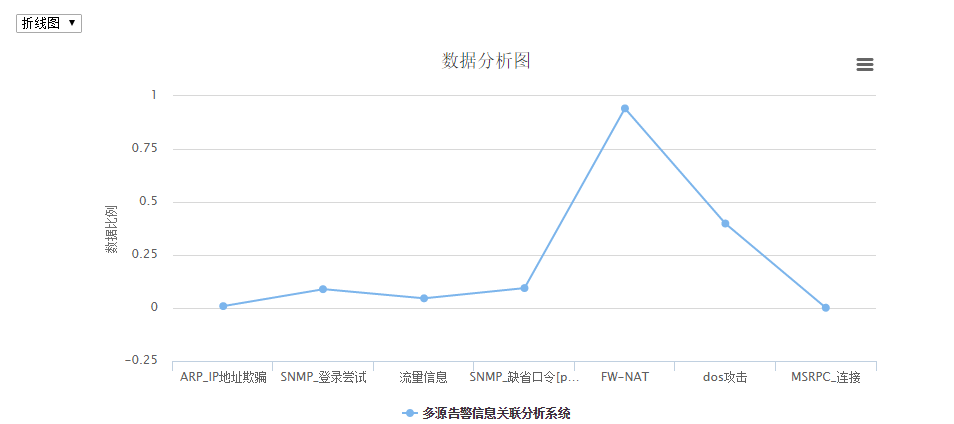 折线图
数据分析图
1
0.75
0.5
0.25
0
-0.25
数据比例
ARP_IP地址欺骗 SNMP_登录尝试 流量信息 SNMP_缺省口令[p... FW-NAT dos攻击 MSRPC_连接
多源告警信息关联分析系统